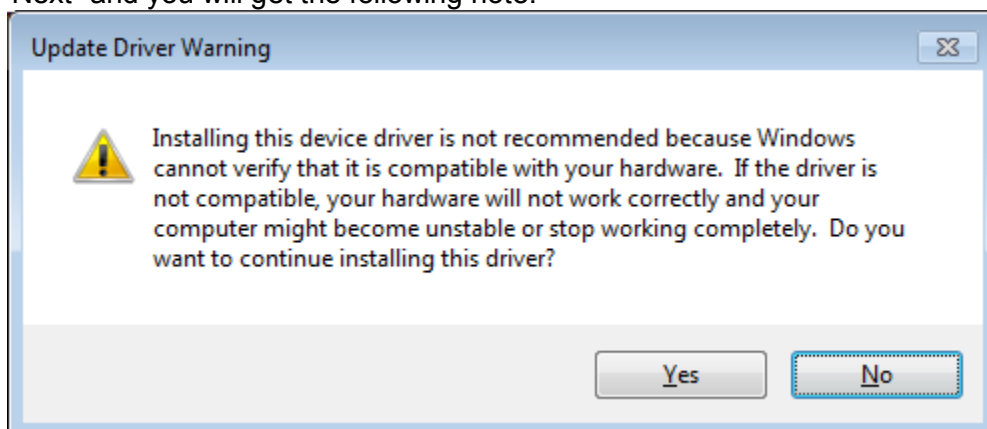 "Next" and you will get the following note:
Update Driver Warning
Installing this device driver is not recommended because Windows
cannot verify that it is compatible with your hardware.  If the driver is
not compatible, your hardware will not work correctly and your
computer might become unstable or stop working completely.  Do you
want to continue installing this driver?
Yes
No